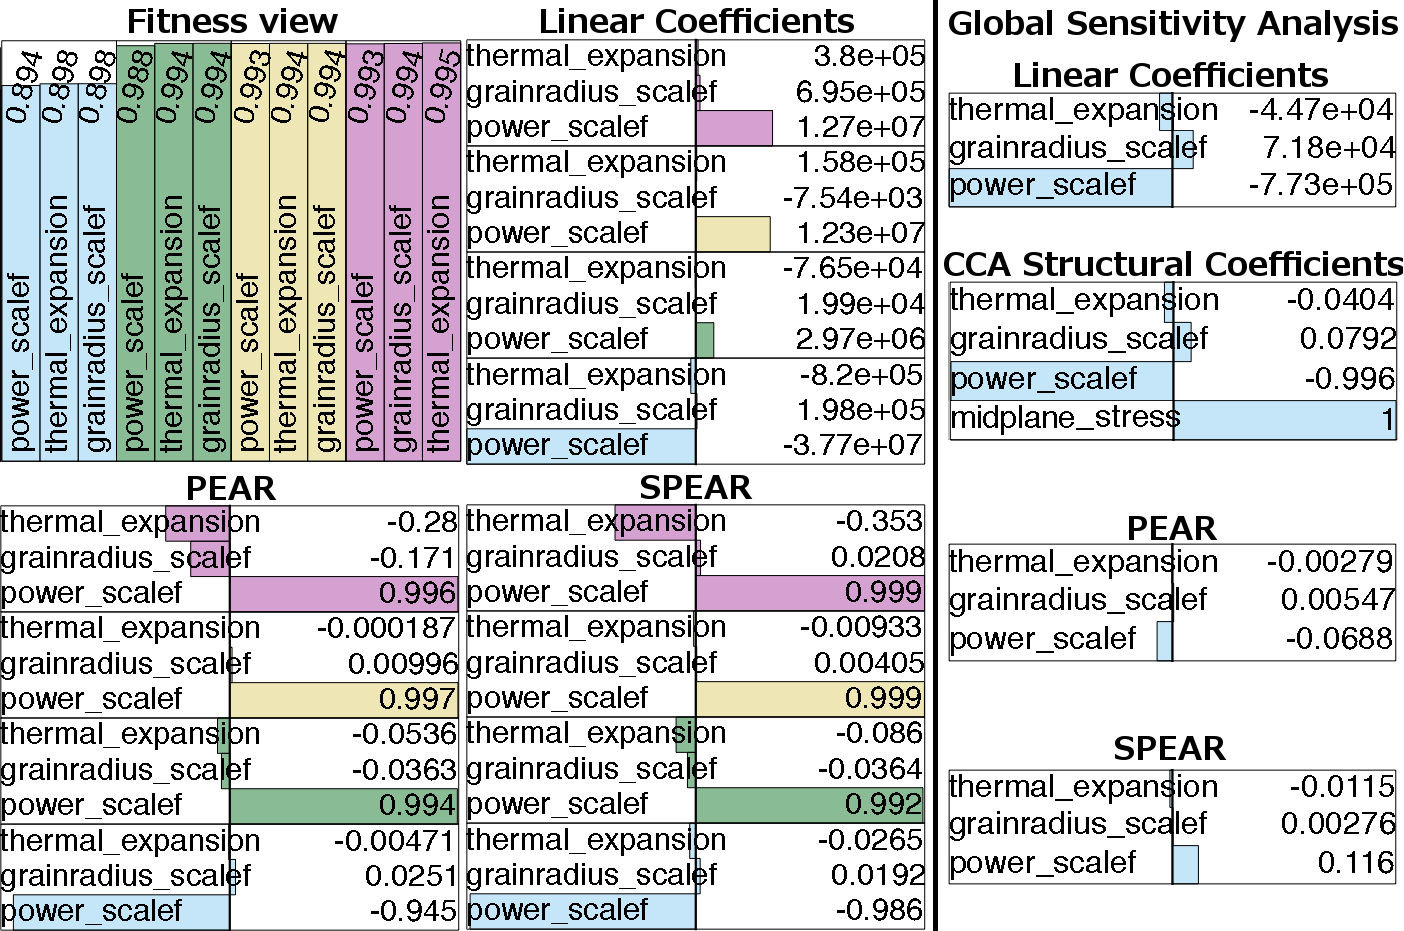 Fitness view
0.894
0.898
0.898
0.988
0.994
0.994
0.993
0.994
0.994
0.993
0.994
0.995
power_scalef
thermal_expansion
grainradius_scalef
power_scalef
thermal_expansion
grainradius_scalef
power_scalef
thermal_expansion
grainradius_scalef
power_scalef
grainradius_scalef
thermal_expansion
Linear Coefficients
thermal_expansion 3.8e+05
grainradius_scalef 6.95e+05
power_scalef 1.27e+07
thermal_expansion 1.58e+05
grainradius_scalef -7.54e+03
power_scalef 1.23e+07
thermal_expansion -7.65e+04
grainradius_scalef 1.99e+04
power_scalef 2.97e+06
thermal_expansion -8.2e+05
grainradius_scalef 1.98e+05
power_scalef -3.77e+07
PEAR
thermal_expansion -0.28
grainradius_scalef -0.171
power_scalef 0.996
thermal_expansion -0.000187
grainradius_scalef 0.00996
power_scalef 0.997
thermal_expansion -0.0536
grainradius_scalef -0.0363
power_scalef 0.994
thermal_expansion -0.00471
grainradius_scalef 0.0251
power_scalef -0.945
SPEAR
thermal_expansion -0.353
grainradius_scalef 0.0208
power_scalef 0.999
thermal_expansion -0.00933
grainradius_scalef 0.00405
power_scalef 0.999
thermal_expansion -0.086
grainradius_scalef -0.0364
power_scalef 0.992
thermal_expansion -0.0265
grainradius_scalef 0.0192
power_scalef -0.986
Global Sensitivity Analysis
Linear Coefficients
thermal_expansion -4.47e+04
grainradius_scalef 7.18e+04
power_scalef -7.73e+05
CCA Structural Coefficients
thermal_expansion -0.0404
grainradius_scalef 0.0792
power_scalef -0.996
midplane_stress 1
PEAR
thermal_expansion -0.00279
grainradius_scalef 0.00547
power_scalef -0.0688
SPEAR
thermal_expansion -0.0115
grainradius_scalef 0.00276
power_scalef 0.116